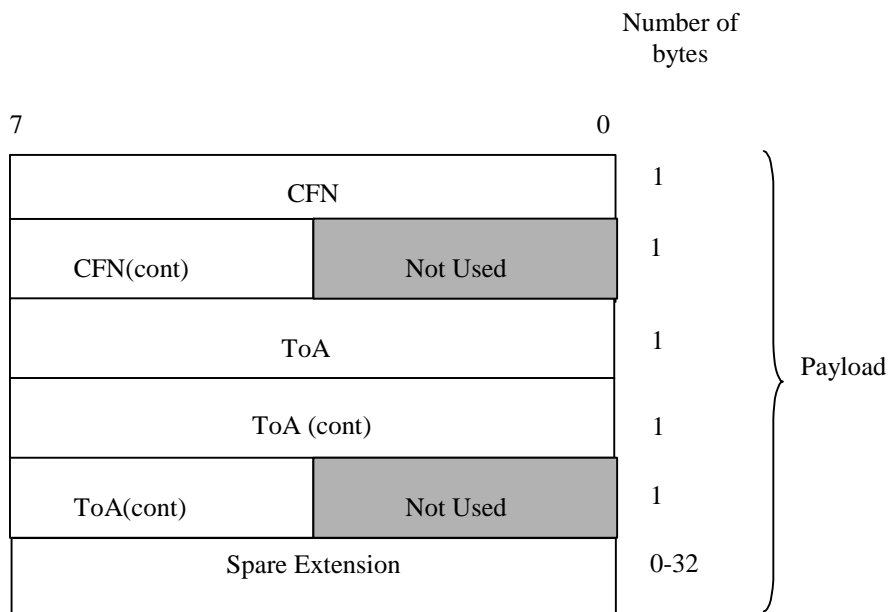 Number of
bytes
7 0
CFN 1
CFN(cont) Not Used 1
ToA 1
Payload
ToA (cont) 1
ToA(cont) Not Used 1
Spare Extension 0-32